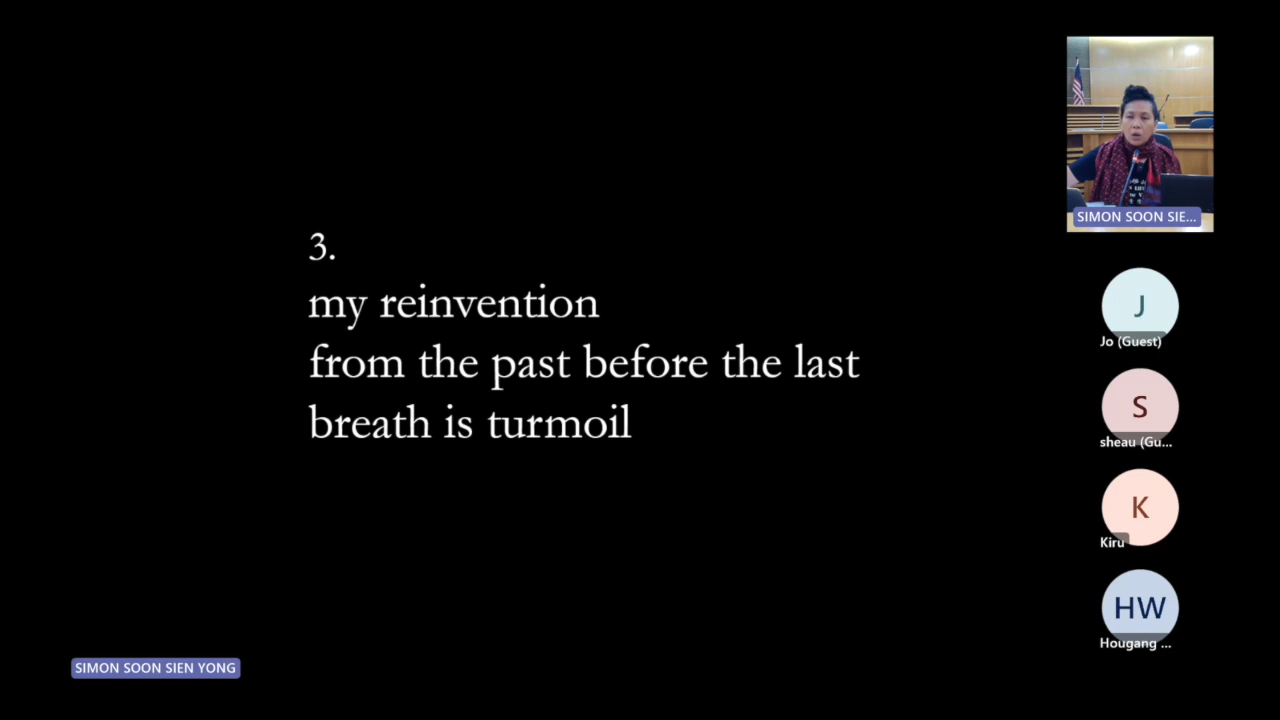 3.
my reinvention
from the past before the last
breath is turmoil
SIMON SOON SIE...
J
Jo (Guest)
S
sheau (Gu...
K
Kiru
HW
Hougang ...
SIMON SOON SIEN YONG